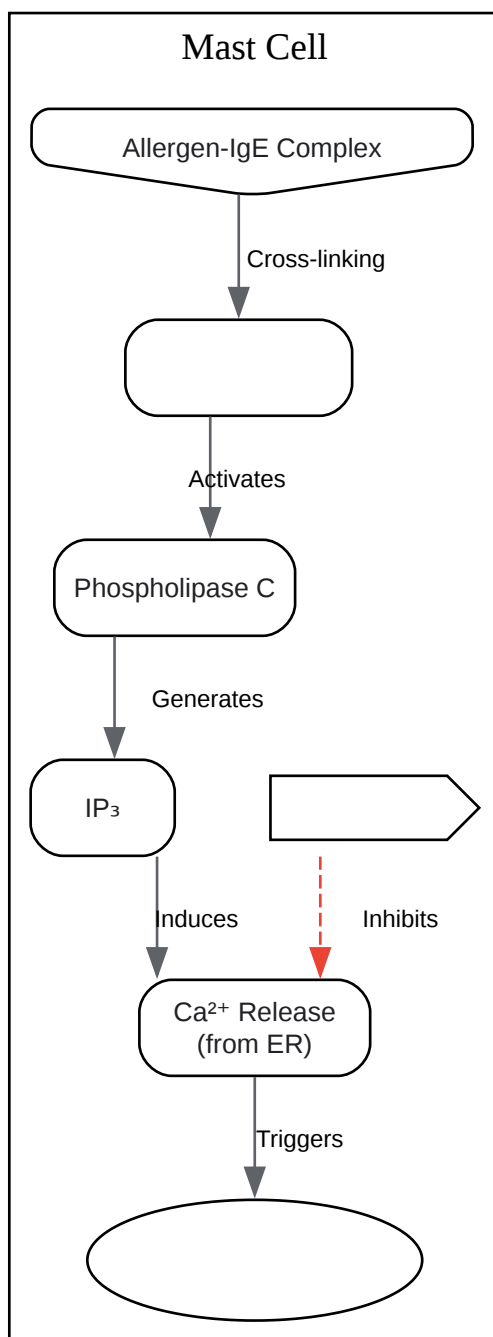 Mast Cell
Allergen-IgE Complex
Cross-linking
Activates
Phospholipase C
Generates
IP₃
Induces
Inhibits
Ca²⁺ Release
(from ER)
Triggers